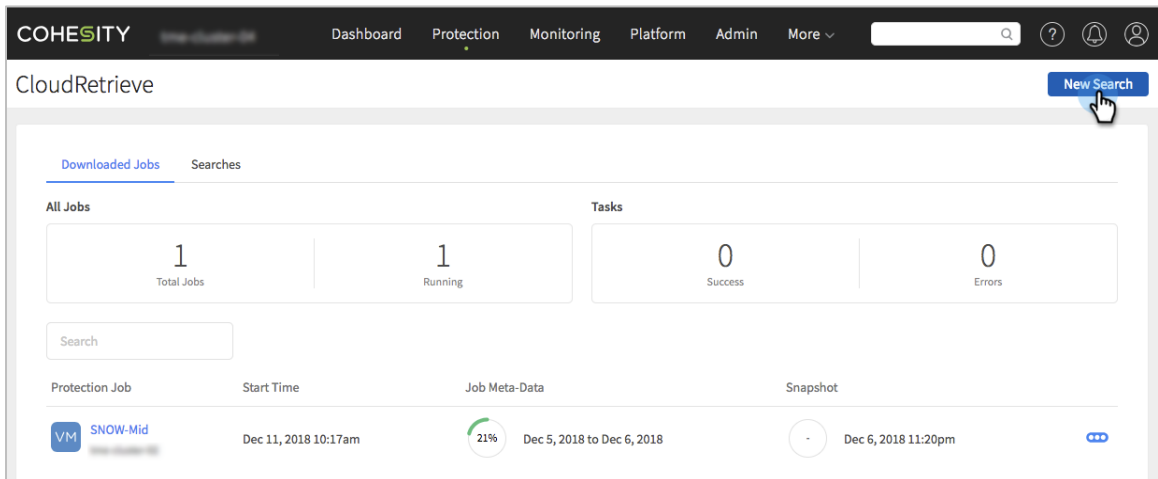 COHESITY Dashboard Protection Monitoring Platform Admin More
CloudRetrieve New Search
Downloaded Jobs Searches
All Jobs Tasks
1 1 0 0
Total Jobs Running Success Errors
Search
Protection Job Start Time Job Meta-Data Snapshot
VM SNOW-Mid Dec 11, 2018 10:17am 21% Dec 5, 2018 to Dec 6, 2018 - Dec 6, 2018 11:20pm